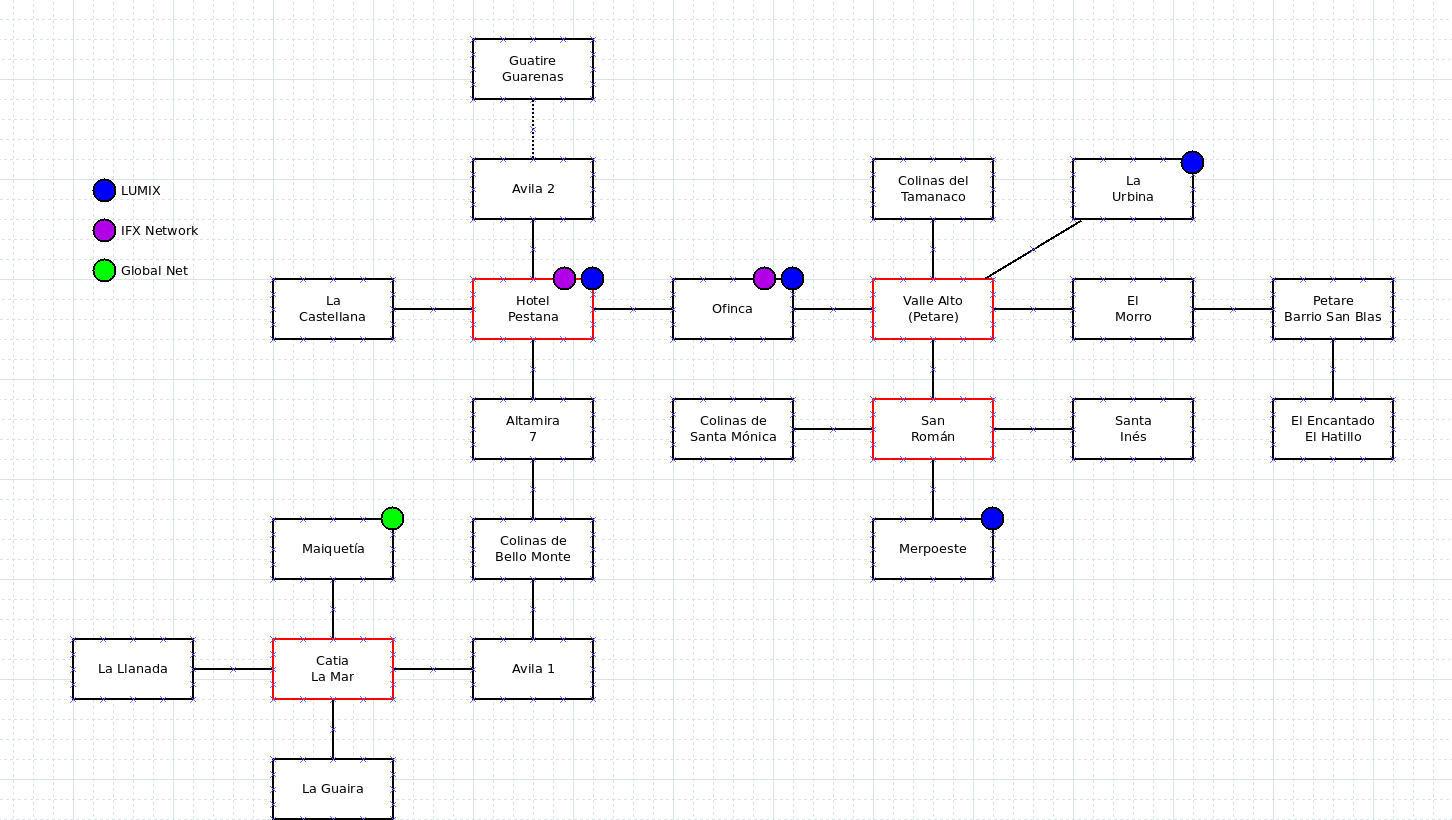 Guatire
Guarenas
Avila 2
Colinas del
Tamanaco
La
Urbina
LUMIX
IFX Network
Global Net
La
Castellana
Hotel
Pestana
Ofinca
Valle Alto
(Petare)
El
Morro
Petare
Barrio San Blas
Altamira
7
Colinas de
Santa Mónica
San
Román
Santa
Inés
El Encantado
El Hatillo
Maiquetía
Colinas de
Bello Monte
Merpoeste
La Llanada
Catia
La Mar
Avila 1
La Guaira